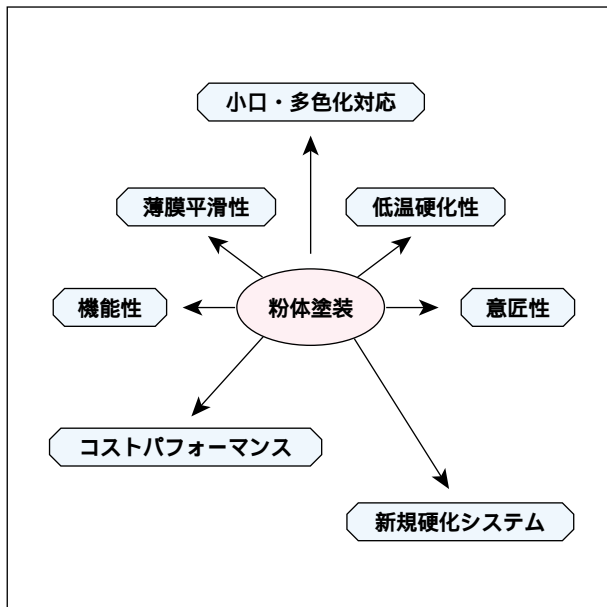 小口・多色化対応
薄膜平滑性
低温硬化性
機能性
粉体塗装
意匠性
コストパフォーマンス
新規硬化システム